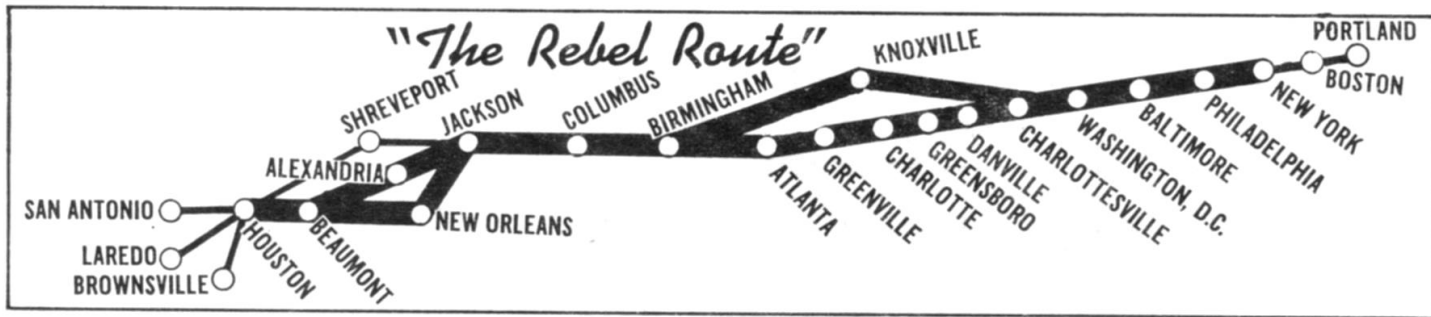 "The Rebel Route"
SAN ANTONIO
LAREDO
BROWNSVILLE
HOUSTON
BEAUMONT
SHREVEPORT
ALEXANDRIA
NEW ORLEANS
JACKSON
COLUMBUS
BIRMINGHAM
KNOXVILLE
ATLANTA
GREENVILLE
CHARLOTTE
GREENSBORO
DANVILLE
CHARLOTTESVILLE
WASHINGTON, D.C.
BALTIMORE
PHILADELPHIA
NEW YORK
BOSTON
PORTLAND